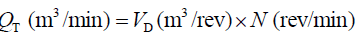 Q_T (m³/min) = V_D (m³/rev) × N (rev/min)